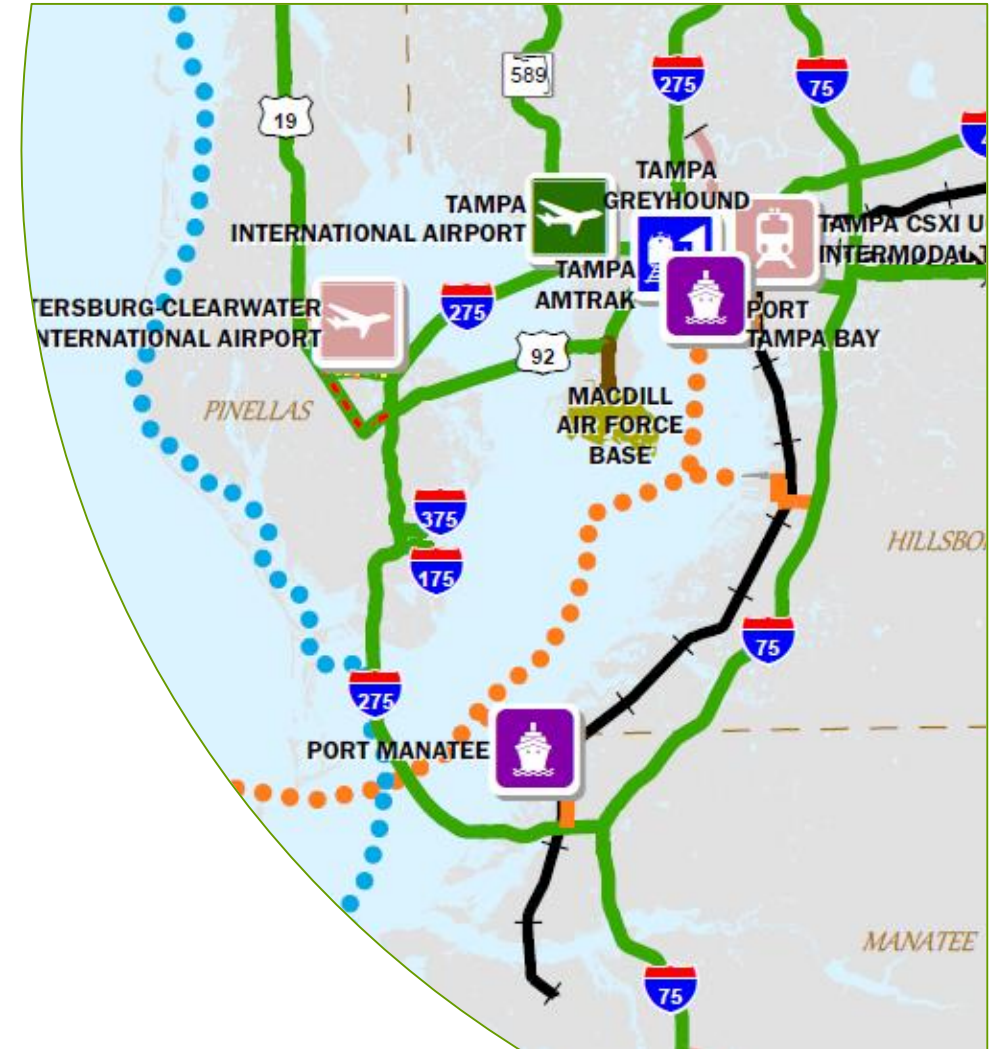 589
275
75
19
TAMPA
GREYHOUND
TAMPA
INTERNATIONAL AIRPORT
TAMPA CSXI U
INTERMODAL T
TAMPA
AMTRAK
275
TERSBURG-CLEARWATER
NTERNATIONAL AIRPORT
PORT
TAMPA BAY
92
PINELLAS
MACDILL
AIR FORCE
BASE
375
HILLSBO
175
75
275
PORT MANATEE
MANATEE
75